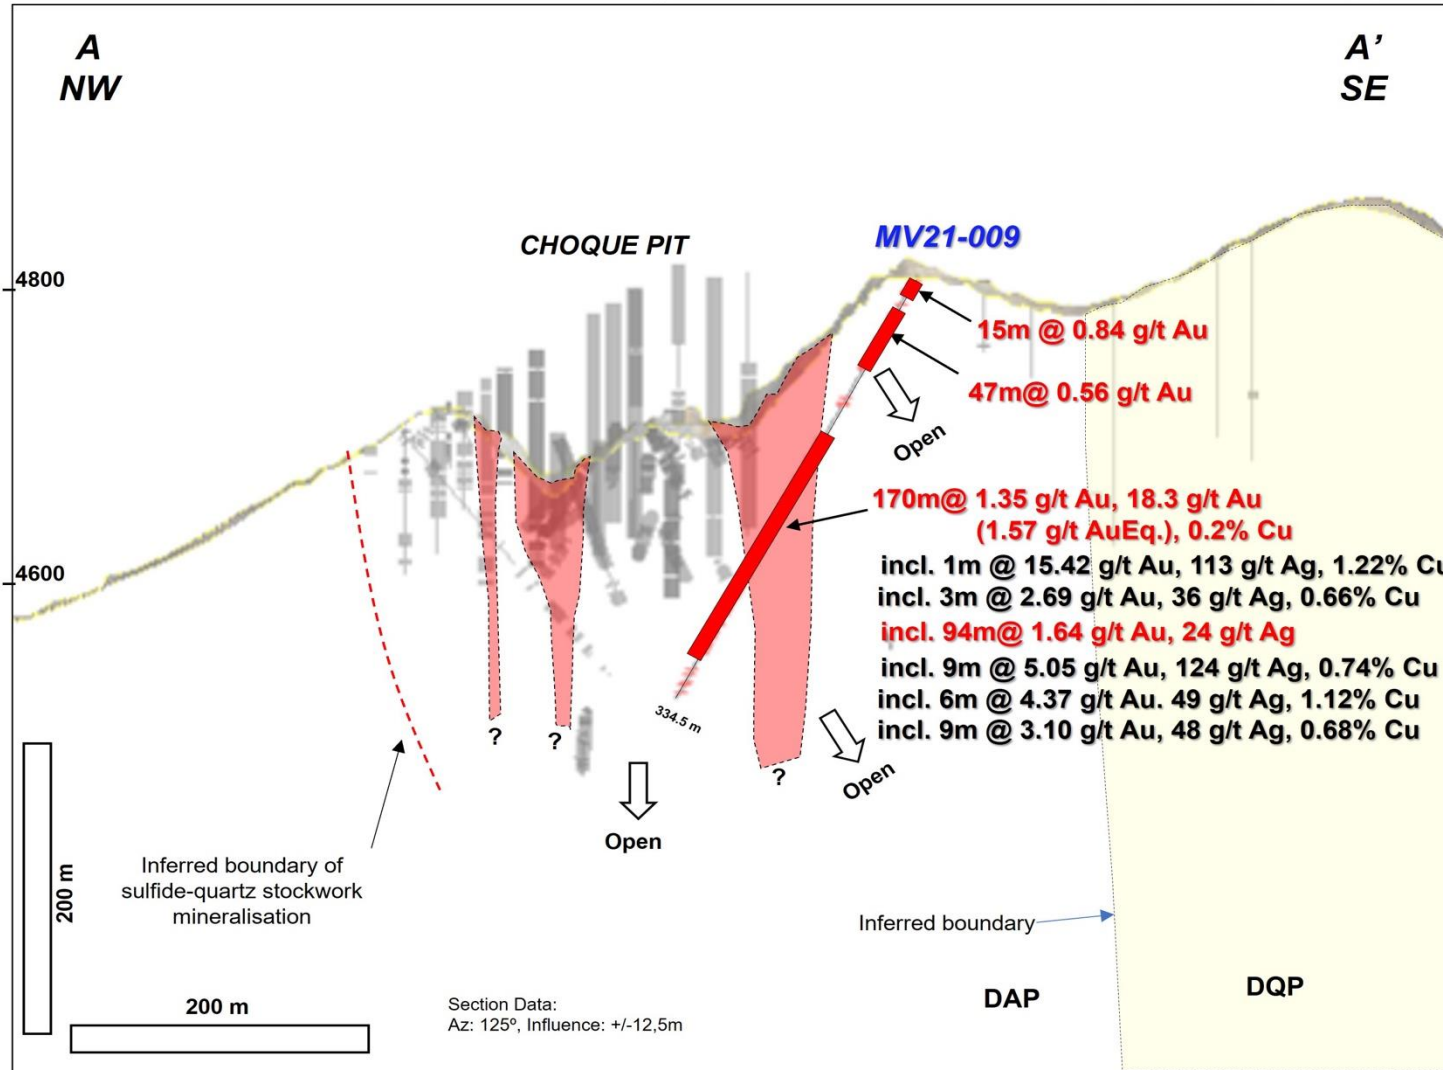 A
NW
A’
SE
CHOQUE PIT
MV21-009
4800
15m @ 0.84 g/t Au
47m@ 0.56 g/t Au
Open
170m@ 1.35 g/t Au, 18.3 g/t Au
(1.57 g/t AuEq.), 0.2% Cu
4600
incl. 1m @ 15.42 g/t Au, 113 g/t Ag, 1.22% Cu
incl. 3m @ 2.69 g/t Au, 36 g/t Ag, 0.66% Cu
incl. 94m@ 1.64 g/t Au, 24 g/t Ag
incl. 9m @ 5.05 g/t Au, 124 g/t Ag, 0.74% Cu
incl. 6m @ 4.37 g/t Au. 49 g/t Ag, 1.12% Cu
incl. 9m @ 3.10 g/t Au, 48 g/t Ag, 0.68% Cu
334.5 m
?
?
?
Open
Open
Inferred boundary of
sulfide-quartz stockwork
mineralisation
200 m
Inferred boundary
DAP
DQP
200 m
Section Data:
Az: 125º, Influence: +/-12,5m